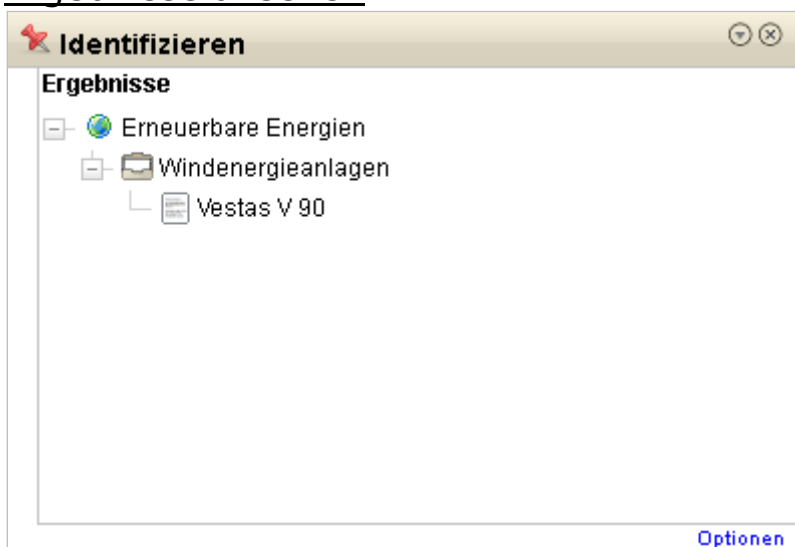 Identifizieren
Ergebnisse
Erneuerbare Energien
Windenergieanlagen
Vestas V 90
Optionen